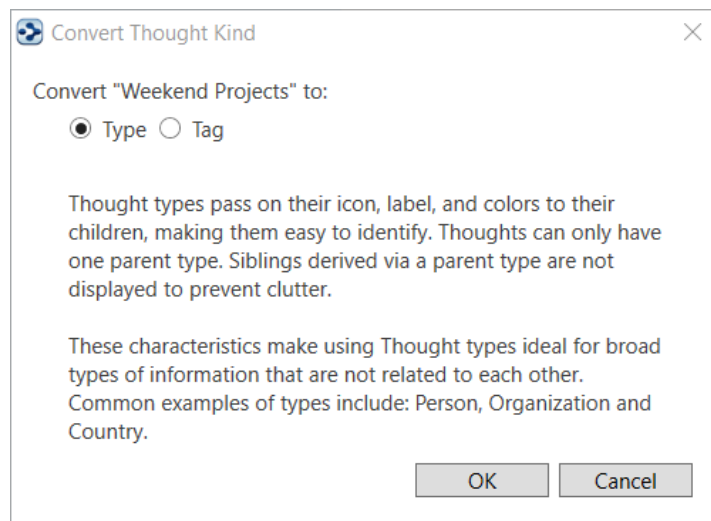 Convert Thought Kind
Convert "Weekend Projects" to:
Type Tag
Thought types pass on their icon, label, and colors to their
children, making them easy to identify. Thoughts can only have
one parent type. Siblings derived via a parent type are not
displayed to prevent clutter.
These characteristics make using Thought types ideal for broad
types of information that are not related to each other.
Common examples of types include: Person, Organization and
Country.
OK Cancel